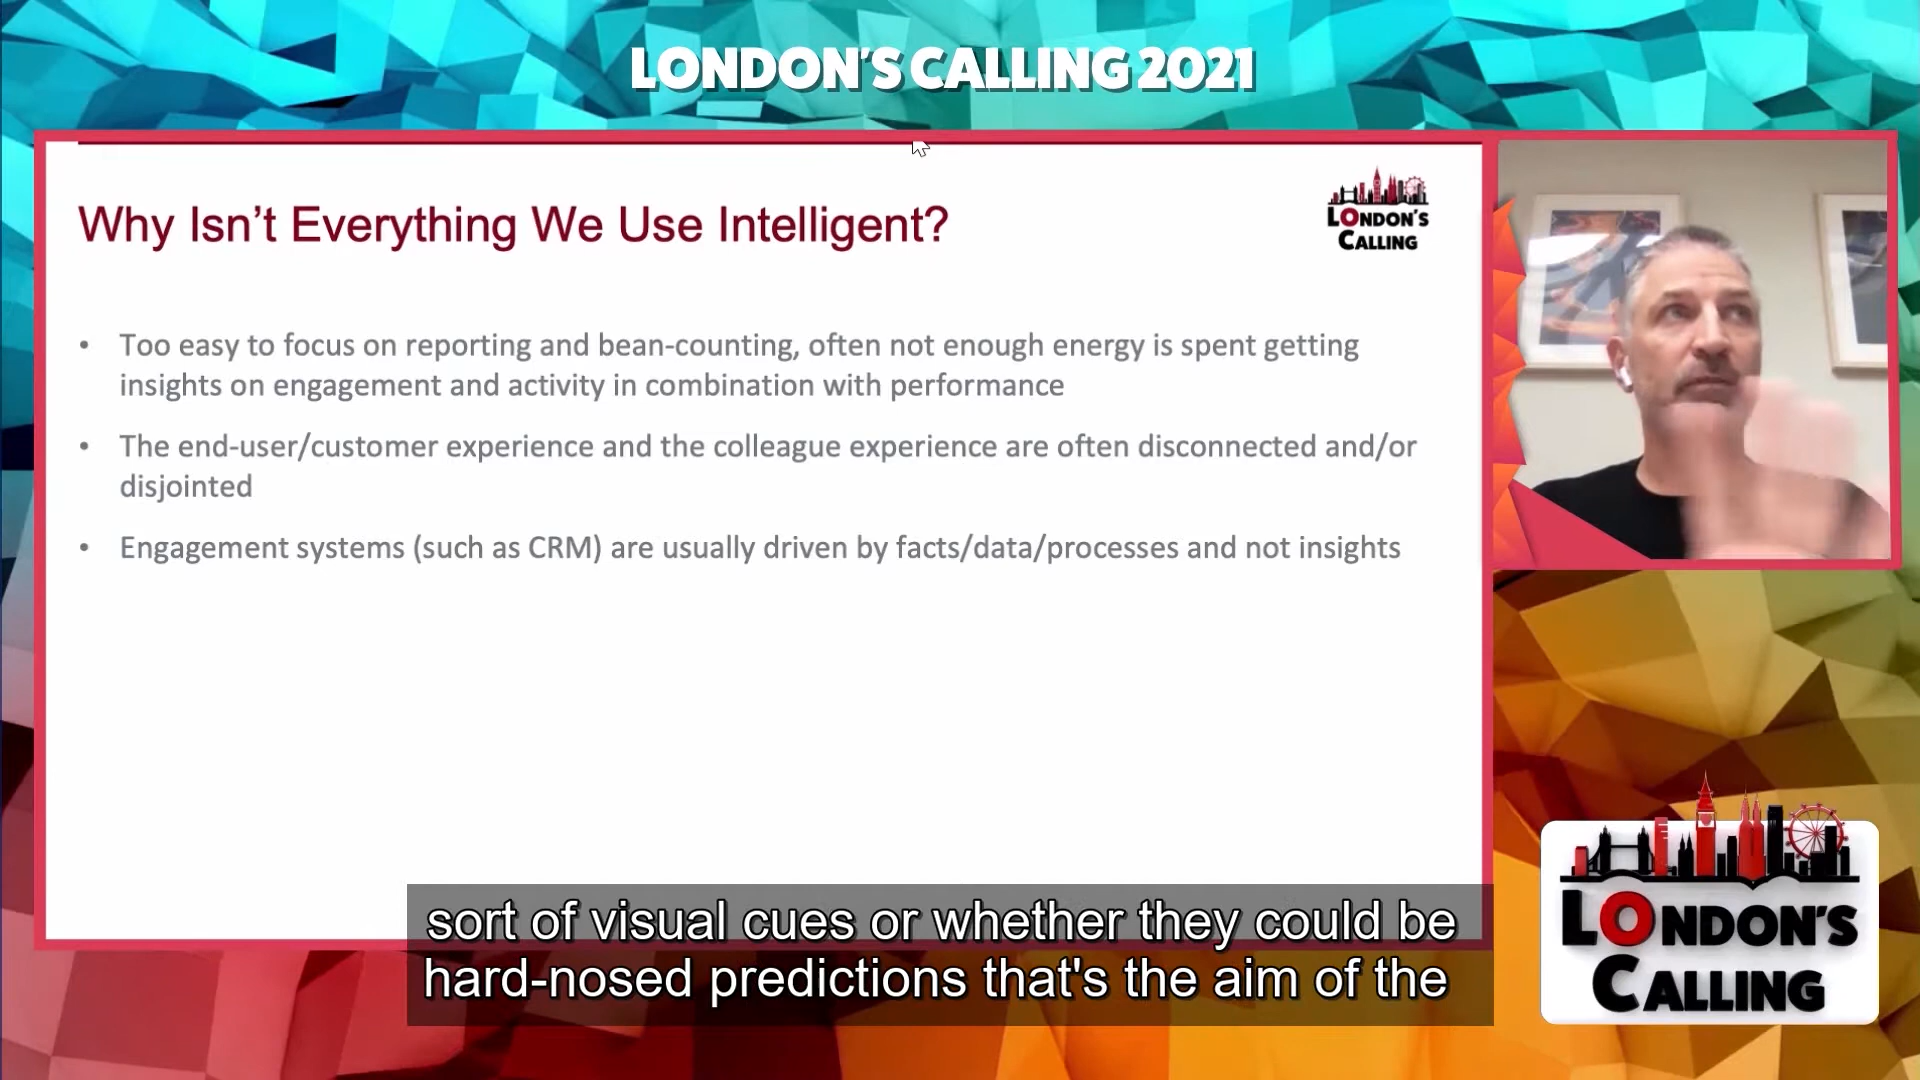 LONDON'S CALLING 2021
Why Isn’t Everything We Use Intelligent?
LONDON'S
CALLING
• Too easy to focus on reporting and bean-counting, often not enough energy is spent getting
insights on engagement and activity in combination with performance
• The end-user/customer experience and the colleague experience are often disconnected and/or
disjointed
• Engagement systems (such as CRM) are usually driven by facts/data/processes and not insights
sort of visual cues or whether they could be
hard-nosed predictions that's the aim of the
LONDON'S
CALLING